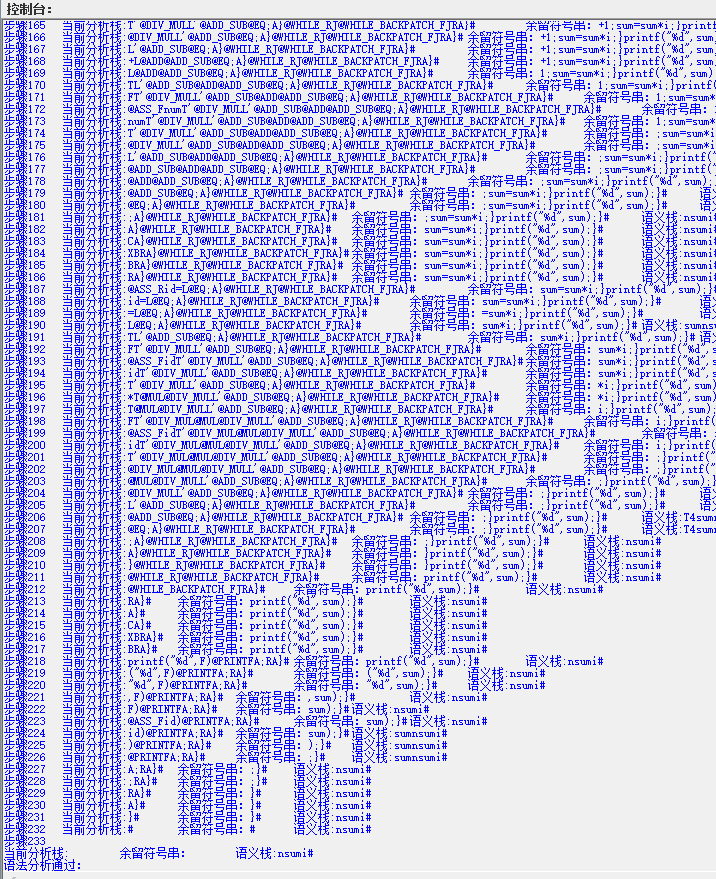 控制台:
步骤165 当前分析栈:T'@DIV_MULL'@ADD_SUB@EQ;A}@WHILE_RJ@WHILE_BACKPATCH_FJRA}# 余留符号串: +1;sum=sum*i;}printf("%d",sum)
步骤166 当前分析栈:@DIV_MULL'@ADD_SUB@EQ;A}@WHILE_RJ@WHILE_BACKPATCH_FJRA}# 余留符号串: +1;sum=sum*i;}printf("%d",sum);
步骤167 当前分析栈:L'@ADD_SUB@EQ;A}@WHILE_RJ@WHILE_BACKPATCH_FJRA}# 余留符号串: +1;sum=sum*i;}printf("%d",sum)
步骤168 当前分析栈:+L@ADD@ADD_SUB@EQ;A}@WHILE_RJ@WHILE_BACKPATCH_FJRA}# 余留符号串: +1;sum=sum*i;}printf("%d",sum)
步骤169 当前分析栈:L@ADD@ADD_SUB@EQ;A}@WHILE_RJ@WHILE_BACKPATCH_FJRA}# 余留符号串: 1;sum=sum*i;}printf("%d",sum)
步骤170 当前分析栈:TL'@ADD_SUB@ADD@ADD_SUB@EQ;A}@WHILE_RJ@WHILE_BACKPATCH_FJRA}# 余留符号串: 1;sum=sum*i;}printf("%d",
步骤171 当前分析栈:FT'@DIV_MULL'@ADD_SUB@ADD@ADD_SUB@EQ;A}@WHILE_RJ@WHILE_BACKPATCH_FJRA}# 余留符号串: 1;sum=sum*i;}p
步骤172 当前分析栈:@ASS_FnumT'@DIV_MULL'@ADD_SUB@ADD@ADD_SUB@EQ;A}@WHILE_RJ@WHILE_BACKPATCH_FJRA}# 余留符号串: 1
步骤173 当前分析栈:numT'@DIV_MULL'@ADD_SUB@ADD@ADD_SUB@EQ;A}@WHILE_RJ@WHILE_BACKPATCH_FJRA}# 余留符号串: 1;sum=s
步骤174 当前分析栈:T'@DIV_MULL'@ADD_SUB@ADD@ADD_SUB@EQ;A}@WHILE_RJ@WHILE_BACKPATCH_FJRA}# 余留符号串: ;sum=sum*i
步骤175 当前分析栈:@DIV_MULL'@ADD_SUB@ADD@ADD_SUB@EQ;A}@WHILE_RJ@WHILE_BACKPATCH_FJRA}# 余留符号串: ;sum=sum*i
步骤176 当前分析栈:L'@ADD_SUB@ADD@ADD_SUB@EQ;A}@WHILE_RJ@WHILE_BACKPATCH_FJRA}# 余留符号串: ;sum=sum*i;}printf("
步骤177 当前分析栈:@ADD_SUB@ADD@ADD_SUB@EQ;A}@WHILE_RJ@WHILE_BACKPATCH_FJRA}# 余留符号串: ;sum=sum*i;}printf("%
步骤178 当前分析栈:@ADD@ADD_SUB@EQ;A}@WHILE_RJ@WHILE_BACKPATCH_FJRA}# 余留符号串: ;sum=sum*i;}printf("%d",sum)
步骤179 当前分析栈:@ADD_SUB@EQ;A}@WHILE_RJ@WHILE_BACKPATCH_FJRA}# 余留符号串: ;sum=sum*i;}printf("%d",sum);}# 语
步骤180 当前分析栈:@EQ;A}@WHILE_RJ@WHILE_BACKPATCH_FJRA}# 余留符号串: ;sum=sum*i;}printf("%d",sum);}# 语义
步骤181 当前分析栈:;A}@WHILE_RJ@WHILE_BACKPATCH_FJRA}# 余留符号串: ;sum=sum*i;}printf("%d",sum);}# 语义栈:nsumi#
步骤182 当前分析栈:A}@WHILE_RJ@WHILE_BACKPATCH_FJRA}# 余留符号串: sum=sum*i;}printf("%d",sum);}# 语义栈:nsumi#
步骤183 当前分析栈:CA}@WHILE_RJ@WHILE_BACKPATCH_FJRA}# 余留符号串: sum=sum*i;}printf("%d",sum);}# 语义栈:nsumi#
步骤184 当前分析栈:XBRA}@WHILE_RJ@WHILE_BACKPATCH_FJRA}# 余留符号串: sum=sum*i;}printf("%d",sum);}# 语义栈:nsumi#
步骤185 当前分析栈:BRA}@WHILE_RJ@WHILE_BACKPATCH_FJRA}# 余留符号串: sum=sum*i;}printf("%d",sum);}# 语义栈:nsumi#
步骤186 当前分析栈:RA}@WHILE_RJ@WHILE_BACKPATCH_FJRA}# 余留符号串: sum=sum*i;}printf("%d",sum);}# 语义栈:nsumi#
步骤187 当前分析栈:@ASS_Rid=L@EQ;A}@WHILE_RJ@WHILE_BACKPATCH_FJRA}# 余留符号串: sum=sum*i;}printf("%d",sum);}#
步骤188 当前分析栈:id=L@EQ;A}@WHILE_RJ@WHILE_BACKPATCH_FJRA}# 余留符号串: sum=sum*i;}printf("%d",sum);}# 语义
步骤189 当前分析栈:=L@EQ;A}@WHILE_RJ@WHILE_BACKPATCH_FJRA}# 余留符号串: =sum*i;}printf("%d",sum);}# 语义
步骤190 当前分析栈:L@EQ;A}@WHILE_RJ@WHILE_BACKPATCH_FJRA}# 余留符号串: sum*i;}printf("%d",sum);}# 语义栈:sumnsu
步骤191 当前分析栈:TL'@ADD_SUB@EQ;A}@WHILE_RJ@WHILE_BACKPATCH_FJRA}# 余留符号串: sum*i;}printf("%d",sum);}# 语义
步骤192 当前分析栈:FT'@DIV_MULL'@ADD_SUB@EQ;A}@WHILE_RJ@WHILE_BACKPATCH_FJRA}# 余留符号串: sum*i;}printf("%d",s
步骤193 当前分析栈:@ASS_FidT'@DIV_MULL'@ADD_SUB@EQ;A}@WHILE_RJ@WHILE_BACKPATCH_FJRA}# 余留符号串: sum*i;}printf("%d",s
步骤194 当前分析栈:idT'@DIV_MULL'@ADD_SUB@EQ;A}@WHILE_RJ@WHILE_BACKPATCH_FJRA}# 余留符号串: sum*i;}printf("%d",s
步骤195 当前分析栈:T'@DIV_MULL'@ADD_SUB@EQ;A}@WHILE_RJ@WHILE_BACKPATCH_FJRA}# 余留符号串: *i;}printf("%d",sum);}#
步骤196 当前分析栈:*T@MUL@DIV_MULL'@ADD_SUB@EQ;A}@WHILE_RJ@WHILE_BACKPATCH_FJRA}# 余留符号串: *i;}printf("%d",sum)
步骤197 当前分析栈:T@MUL@DIV_MULL'@ADD_SUB@EQ;A}@WHILE_RJ@WHILE_BACKPATCH_FJRA}# 余留符号串: i;}printf("%d",sum);}
步骤198 当前分析栈:FT'@DIV_MUL@MUL@DIV_MULL'@ADD_SUB@EQ;A}@WHILE_RJ@WHILE_BACKPATCH_FJRA}# 余留符号串: i;}printf("
步骤199 当前分析栈:@ASS_FidT'@DIV_MUL@MUL@DIV_MULL'@ADD_SUB@EQ;A}@WHILE_RJ@WHILE_BACKPATCH_FJRA}# 余留符号串:
步骤200 当前分析栈:idT'@DIV_MUL@MUL@DIV_MULL'@ADD_SUB@EQ;A}@WHILE_RJ@WHILE_BACKPATCH_FJRA}# 余留符号串: i;}printf
步骤201 当前分析栈:T'@DIV_MUL@MUL@DIV_MULL'@ADD_SUB@EQ;A}@WHILE_RJ@WHILE_BACKPATCH_FJRA}# 余留符号串: ;}printf("%
步骤202 当前分析栈:@DIV_MUL@MUL@DIV_MULL'@ADD_SUB@EQ;A}@WHILE_RJ@WHILE_BACKPATCH_FJRA}# 余留符号串: ;}printf("%
步骤203 当前分析栈:@MUL@DIV_MULL'@ADD_SUB@EQ;A}@WHILE_RJ@WHILE_BACKPATCH_FJRA}# 余留符号串: ;}printf("%d",sum);}#
步骤204 当前分析栈:@DIV_MULL'@ADD_SUB@EQ;A}@WHILE_RJ@WHILE_BACKPATCH_FJRA}# 余留符号串: ;}printf("%d",sum);}# 语义
步骤205 当前分析栈:L'@ADD_SUB@EQ;A}@WHILE_RJ@WHILE_BACKPATCH_FJRA}# 余留符号串: ;}printf("%d",sum);}# 语义
步骤206 当前分析栈:@ADD_SUB@EQ;A}@WHILE_RJ@WHILE_BACKPATCH_FJRA}# 余留符号串: ;}printf("%d",sum);}# 语义栈:T4sumn
步骤207 当前分析栈:@EQ;A}@WHILE_RJ@WHILE_BACKPATCH_FJRA}# 余留符号串: ;}printf("%d",sum);}# 语义栈:T4sumn
步骤208 当前分析栈:;A}@WHILE_RJ@WHILE_BACKPATCH_FJRA}# 余留符号串: ;}printf("%d",sum);}# 语义栈:nsumi#
步骤209 当前分析栈:A}@WHILE_RJ@WHILE_BACKPATCH_FJRA}# 余留符号串: }printf("%d",sum);}# 语义栈:nsumi#
步骤210 当前分析栈:}@WHILE_RJ@WHILE_BACKPATCH_FJRA}# 余留符号串: }printf("%d",sum);}# 语义栈:nsumi#
步骤211 当前分析栈:@WHILE_RJ@WHILE_BACKPATCH_FJRA}# 余留符号串: printf("%d",sum);}# 语义栈:nsumi#
步骤212 当前分析栈:@WHILE_BACKPATCH_FJRA}# 余留符号串: printf("%d",sum);}# 语义栈:nsumi#
步骤213 当前分析栈:RA}# 余留符号串: printf("%d",sum);}# 语义栈:nsumi#
步骤214 当前分析栈:A}# 余留符号串: printf("%d",sum);}# 语义栈:nsumi#
步骤215 当前分析栈:CA}# 余留符号串: printf("%d",sum);}# 语义栈:nsumi#
步骤216 当前分析栈:XBRA}# 余留符号串: printf("%d",sum);}# 语义栈:nsumi#
步骤217 当前分析栈:BRA}# 余留符号串: printf("%d",sum);}# 语义栈:nsumi#
步骤218 当前分析栈:printf("%d",F)@PRINTFA;RA}# 余留符号串: printf("%d",sum);}# 语义栈:nsumi#
步骤219 当前分析栈:("%d",F)@PRINTFA;RA}# 余留符号串: ("%d",sum);}# 语义栈:nsumi#
步骤220 当前分析栈:"%d",F)@PRINTFA;RA}# 余留符号串: "%d",sum);}# 语义栈:nsumi#
步骤221 当前分析栈:,F)@PRINTFA;RA}# 余留符号串: ,sum);}# 语义栈:nsumi#
步骤222 当前分析栈:F)@PRINTFA;RA}# 余留符号串: sum);}# 语义栈:nsumi#
步骤223 当前分析栈:@ASS_Fid)@PRINTFA;RA}# 余留符号串: sum);}# 语义栈:nsumi#
步骤224 当前分析栈:id)@PRINTFA;RA}# 余留符号串: sum);}# 语义栈:sumnsumi#
步骤225 当前分析栈:)@PRINTFA;RA}# 余留符号串: );}# 语义栈:sumnsumi#
步骤226 当前分析栈:@PRINTFA;RA}# 余留符号串: ;}# 语义栈:sumnsumi#
步骤227 当前分析栈:A;RA}# 余留符号串: ;}# 语义栈:nsumi#
步骤228 当前分析栈:;RA}# 余留符号串: ;}# 语义栈:nsumi#
步骤229 当前分析栈:RA}# 余留符号串: }# 语义栈:nsumi#
步骤230 当前分析栈:A}# 余留符号串: }# 语义栈:nsumi#
步骤231 当前分析栈:}# 余留符号串: }# 语义栈:nsumi#
步骤232 当前分析栈:# 余留符号串: # 语义栈:nsumi#
步骤233
当前分析栈: 余留符号串: 语义栈:nsumi#
语法分析通过: